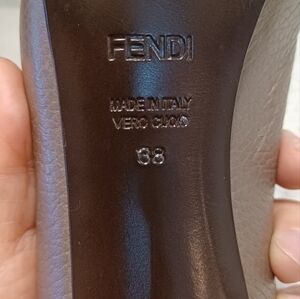 FENDI
MADE IN ITALY
VERO CUOIO
38